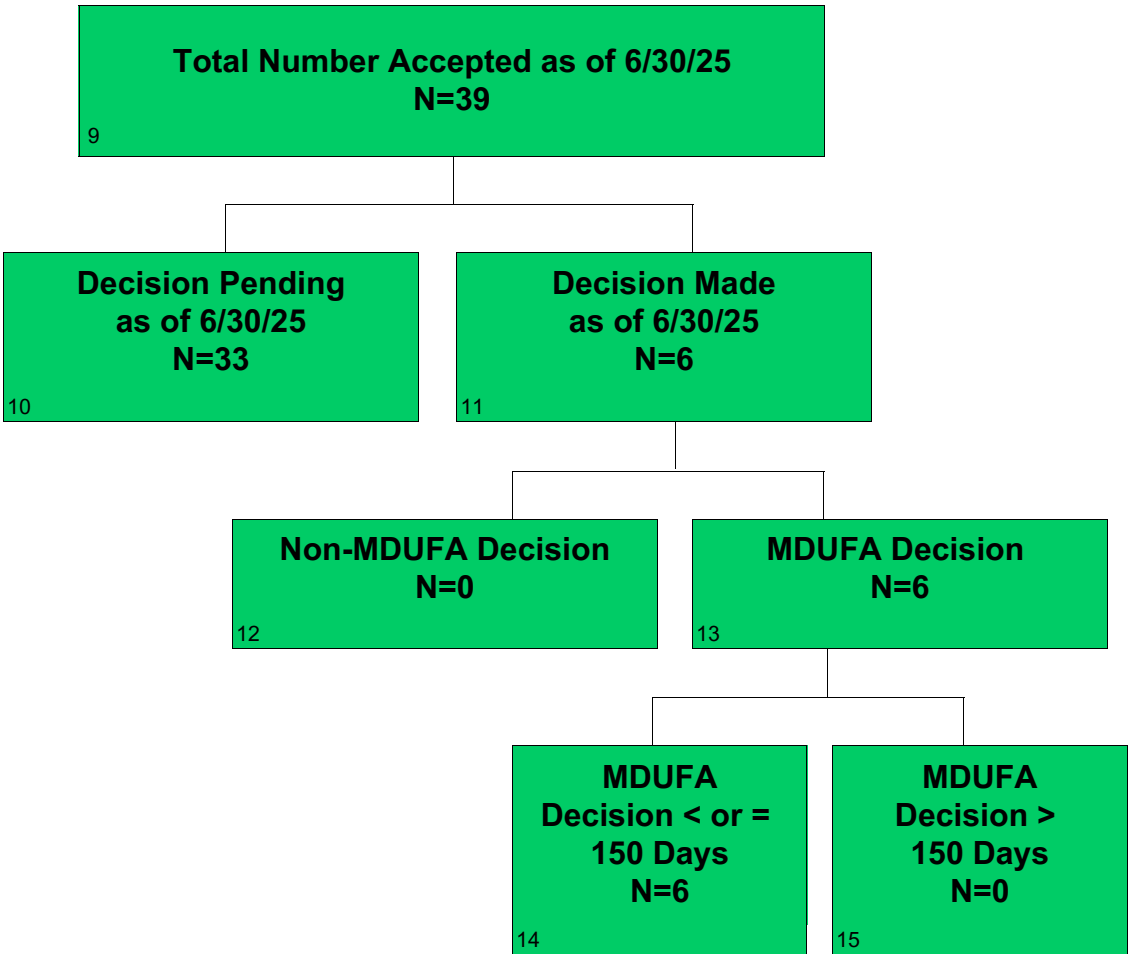 Total Number Accepted as of 6/30/25
N=39
9
Decision Pending
as of 6/30/25
N=33
10
Decision Made
as of 6/30/25
N=6
11
Non-MDUFA Decision
N=0
12
MDUFA Decision
N=6
13
MDUFA
Decision < or =
150 Days
N=6
14
MDUFA
Decision >
150 Days
N=0
15